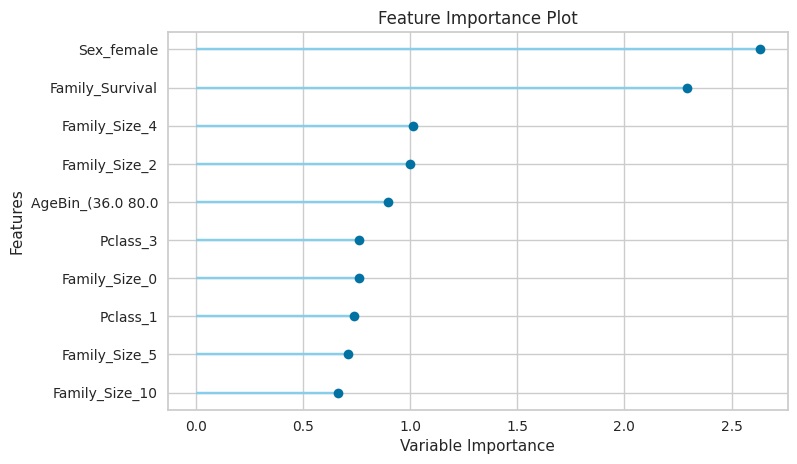 Feature Importance Plot
Sex_female
Family_Survival
Family_Size_4
Family_Size_2
AgeBin_(36.0 80.0
Pclass_3
Family_Size_0
Pclass_1
Family_Size_5
Family_Size_10
Features
0.0 0.5 1.0 1.5 2.0 2.5
Variable Importance